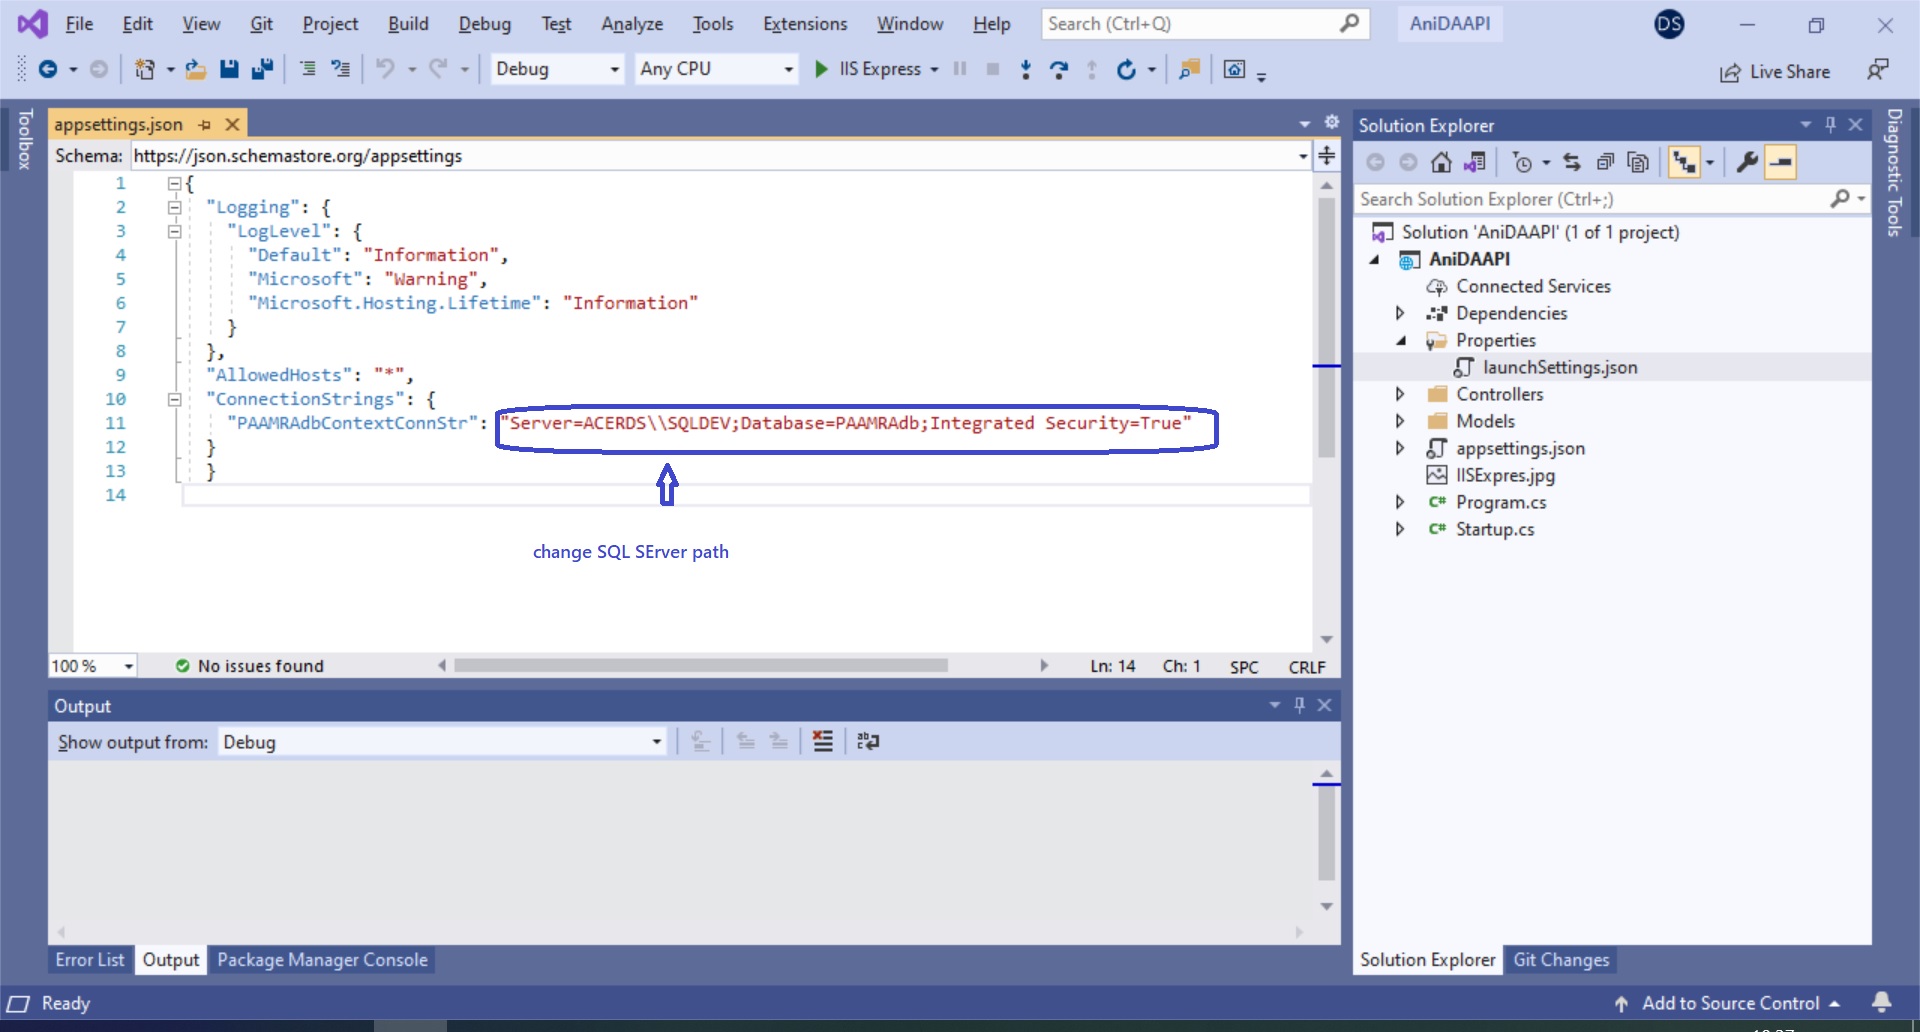 File Edit View Git Project Build Debug Test Analyze Tools Extensions Window Help Search (Ctrl+Q) AniDAAPI DS
Debug Any CPU IIS Express Live Share
Toolbox
appsettings.json
Schema: https://json.schemastore.org/appsettings
1 {
2 "Logging": {
3 "LogLevel": {
4 "Default": "Information",
5 "Microsoft": "Warning",
6 "Microsoft.Hosting.Lifetime": "Information"
7 }
8 },
9 "AllowedHosts": "*",
10 "ConnectionStrings": {
11 "PAAMRAdbContextConnStr": "Server=ACERDS\\SQLDEV;Database=PAAMRAdb;Integrated Security=True"
12 }
13 }
14
change SQL SErver path
100 % No issues found Ln: 14 Ch: 1 SPC CRLF
Output
Show output from: Debug
Error List Output Package Manager Console
Solution Explorer
Search Solution Explorer (Ctrl+;)
Solution 'AniDAAPI' (1 of 1 project)
AniDAAPI
Connected Services
Dependencies
Properties
launchSettings.json
Controllers
Models
appsettings.json
IISExpres.jpg
C# Program.cs
C# Startup.cs
Solution Explorer Git Changes
Diagnostic Tools
Ready Add to Source Control